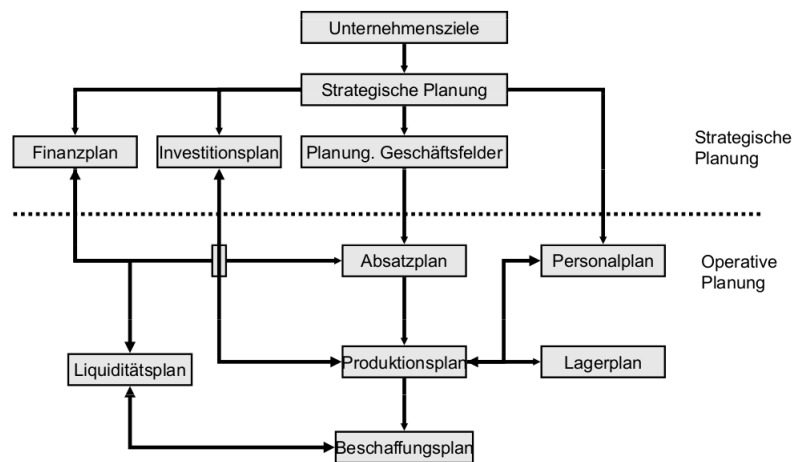 Unternehmensziele
Strategische Planung
Finanzplan
Investitionsplan
Planung. Geschäftsfelder
Strategische
Planung
Absatzplan
Personalplan
Operative
Planung
Liquiditätsplan
Produktionsplan
Lagerplan
Beschaffungsplan